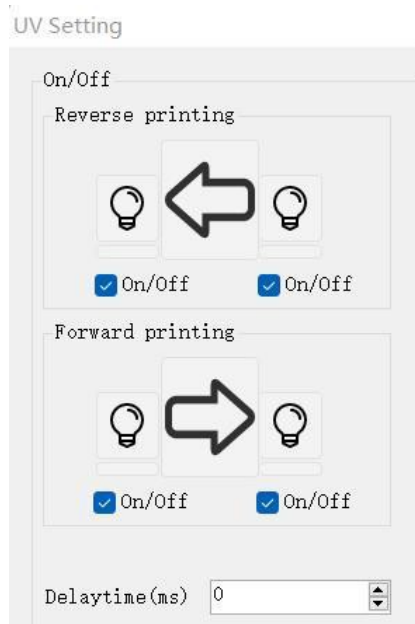 UV Setting
On/Off
Reverse printing
On/Off On/Off
Forward printing
On/Off On/Off
Delaytime(ms) 0